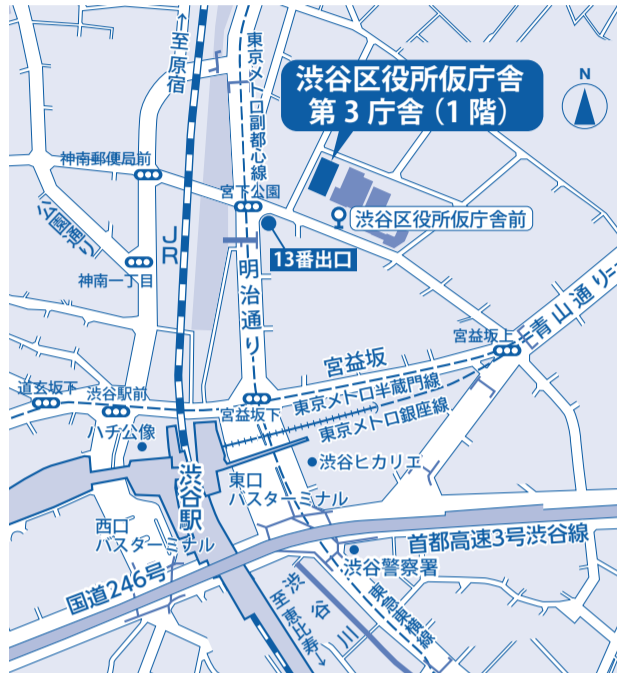 ↑至原宿
東京メトロ副都心線
渋谷区役所仮庁舎
第3庁舎（1階）
N
神南郵便局前
宮下公園
公園通り
渋谷区役所仮庁舎前
13番出口
JR
神南一丁目
明治通り
青山通り
宮益坂上
宮益坂
道玄坂下
渋谷駅前
宮益坂下
東京メトロ半蔵門線
東京メトロ銀座線
ハチ公像
渋谷駅
渋谷ヒカリエ
東口
バスターミナル
西口
バスターミナル
首都高速3号渋谷線
国道246号
渋谷警察署
渋谷川
東急東横線
至恵比寿↓